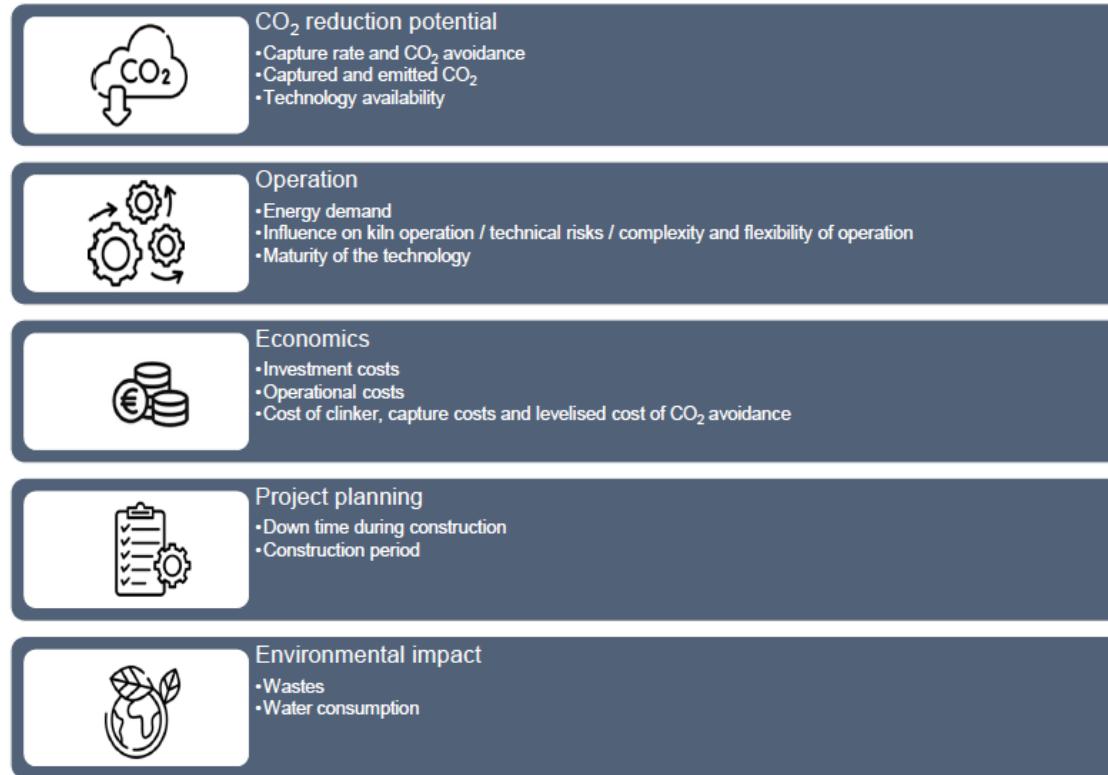 CO₂
CO₂ reduction potential
•Capture rate and CO₂ avoidance
•Captured and emitted CO₂
•Technology availability
Operation
•Energy demand
•Influence on kiln operation / technical risks / complexity and flexibility of operation
•Maturity of the technology
€
Economics
•Investment costs
•Operational costs
•Cost of clinker, capture costs and levelised cost of CO₂ avoidance
Project planning
•Down time during construction
•Construction period
Environmental impact
•Wastes
•Water consumption